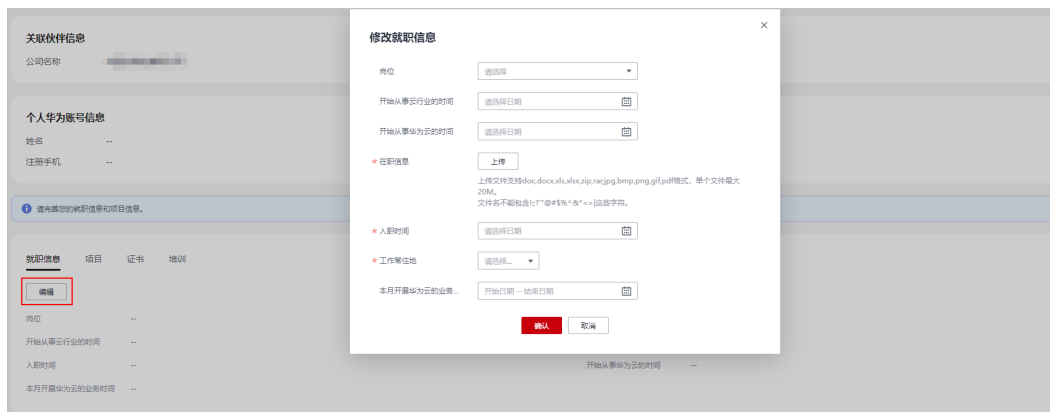 关联伙伴信息
公司名称
个人华为账号信息
姓名 --
注册手机 --
请完善您的就职信息和项目信息。
就职信息 项目 证书 培训
编辑
岗位 --
开始从事云行业的时间 --
入职时间 --
开始从事华为云的时间 --
本月开展华为云的业务时间 --
修改就职信息
岗位 请选择
开始从事云行业的时间 请选择日期
开始从事华为云的时间 请选择日期
* 在职信息 上传
上传文件支持doc,docx,xls,xlsx,zip,rar,jpg,bmp,png,gif,pdf格式，单个文件最大
20M。
文件名不能包含!;;?'"@#$%^&*<>|这些字符。
* 入职时间 请选择日期
* 工作常住地 请选择...
本月开展华为云的业务... 开始日期 – 结束日期
确认 取消